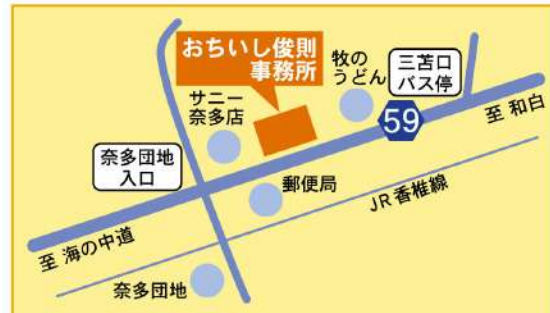 おちいし俊則
事務所
牧の
うどん
三苫口
バス停
サニー
奈多店
59
至 和白
奈多団地
入口
郵便局
JR香椎線
至 海の中道
奈多団地